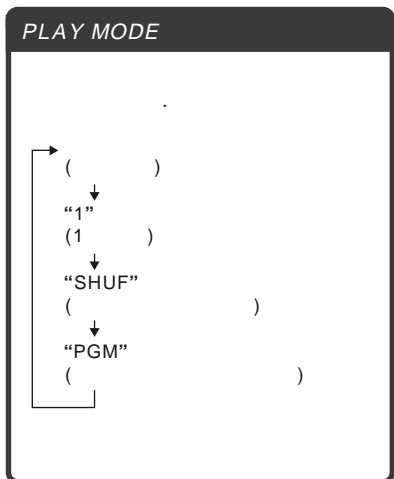 PLAY MODE
.
( )
“1”
(1 )
“SHUF”
( )
“PGM”
( )